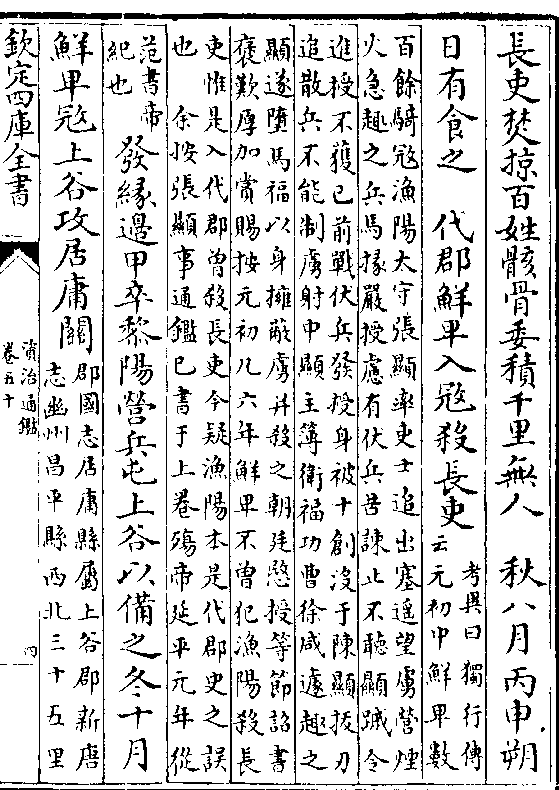 長吏焚掠百姓骸骨委積千里無人　秋八月丙申朔
日有食之　代郡鮮卑入冦殺長吏
考異曰獨行傳
云元初中鮮卑數
百餘騎冦漁陽太守張顯率吏士追出塞遥望虜營煙
火急趣之兵馬掾嚴授慮有伏兵苦諫止不聽顯蹴令
進授不獲已前戰伏兵發授身被十創没于陳顯拔刀
追散兵不能制虜射中顯主簿衛福功曹徐咸遽趣之
顯遂墮馬福以身擁蔽虜并殺之朝廷愍授等節詔書
褒歎厚加賞賜按元初凡六年鮮卑不曾犯漁陽殺長
吏惟是入代郡曾殺長吏今疑漁陽本是代郡史之誤
也　余按張顯事通鑑已書于上卷殤帝延平元年從
范書帝
紀也
發縁邊甲卒黎陽營兵屯上谷以備之冬十月
鮮卑冦上谷攻居庸關
郡國志居庸縣屬上谷郡新唐
志幽州昌平縣西北三十五里
欽定四庫全書
資治通鑑
卷五十
四